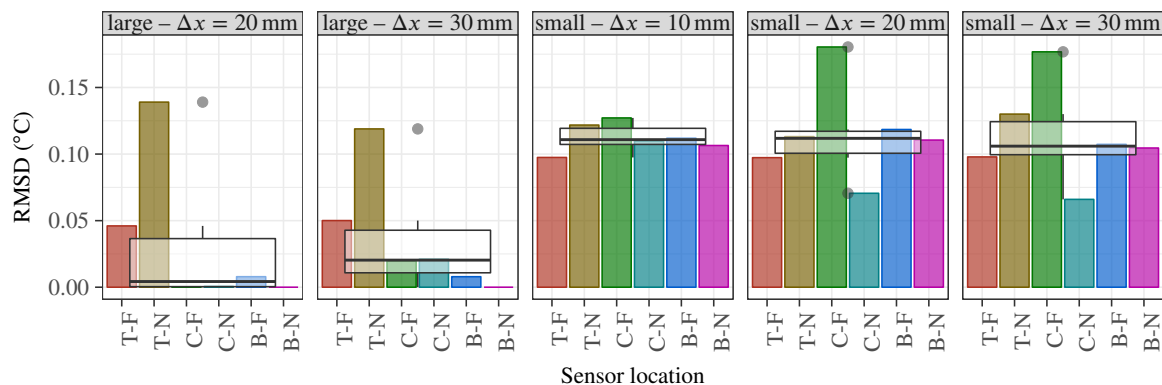 large – Δx = 20 mm
large – Δx = 30 mm
small – Δx = 10 mm
small – Δx = 20 mm
small – Δx = 30 mm
RMSD (°C)
0.15
0.10
0.05
0.00
T-F T-N C-F C-N B-F B-N
T-F T-N C-F C-N B-F B-N
T-F T-N C-F C-N B-F B-N
T-F T-N C-F C-N B-F B-N
T-F T-N C-F C-N B-F B-N
Sensor location